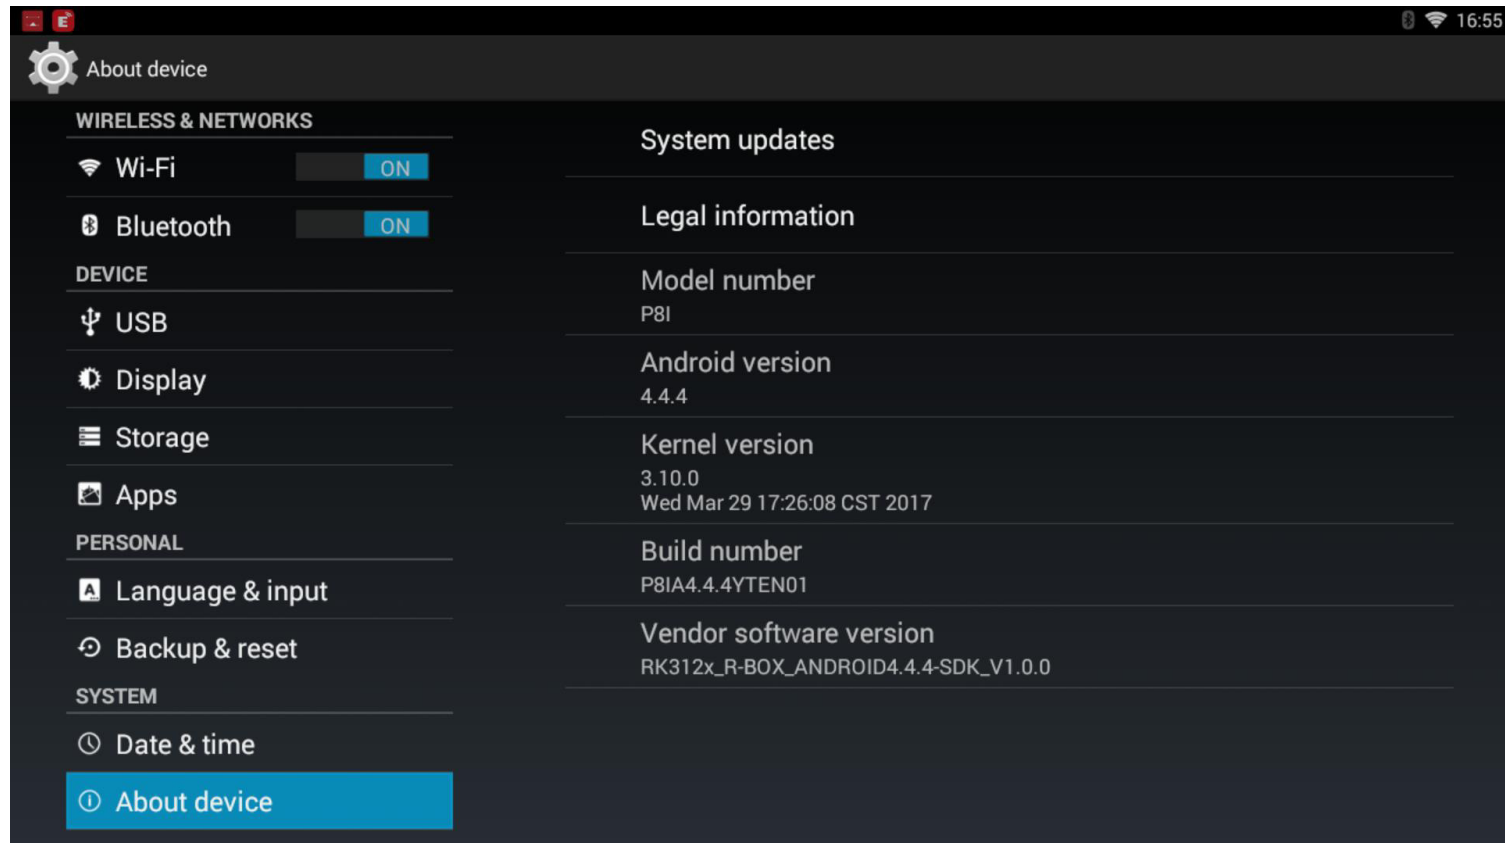 E
16:55
About device
WIRELESS & NETWORKS
Wi-Fi ON
Bluetooth ON
DEVICE
USB
Display
Storage
Apps
PERSONAL
Language & input
Backup & reset
SYSTEM
Date & time
About device
System updates
Legal information
Model number
P8I
Android version
4.4.4
Kernel version
3.10.0
Wed Mar 29 17:26:08 CST 2017
Build number
P8IA4.4.4YTEN01
Vendor software version
RK312x_R-BOX_ANDROID4.4.4-SDK_V1.0.0